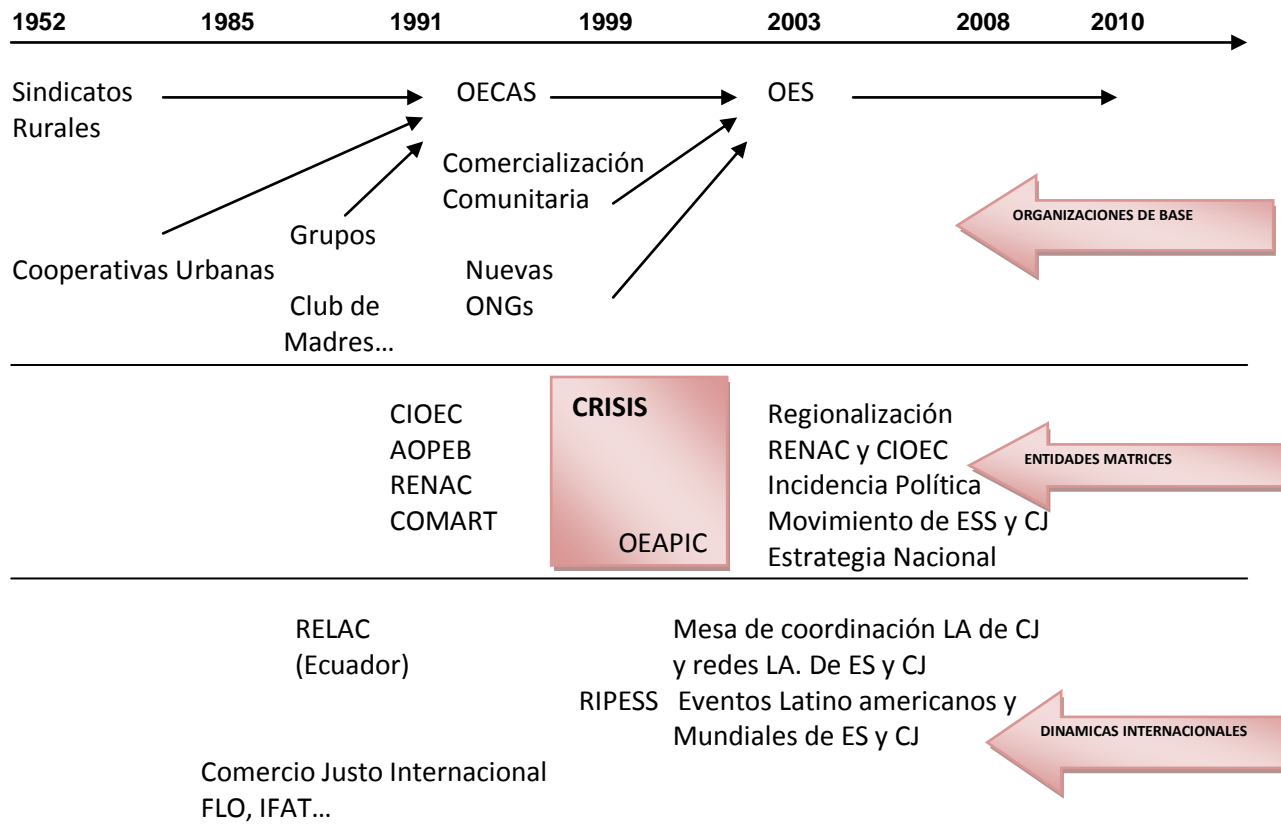 1952 1985 1991 1999 2003 2008 2010
Sindicatos
Rurales
OECAS
OES
Comercialización
Comunitaria
Grupos
Cooperativas Urbanas
Nuevas
ONGs
Club de
Madres…
ORGANIZACIONES DE BASE
CIOEC
AOPEB
RENAC
COMART
CRISIS
OEAPIC
Regionalización
RENAC y CIOEC
Incidencia Política
Movimiento de ESS y CJ
Estrategia Nacional
ENTIDADES MATRICES
RELAC
(Ecuador)
Mesa de coordinación LA de CJ
y redes LA. De ES y CJ
RIPESS Eventos Latino americanos y
Mundiales de ES y CJ
DINAMICAS INTERNACIONALES
Comercio Justo Internacional
FLO, IFAT…